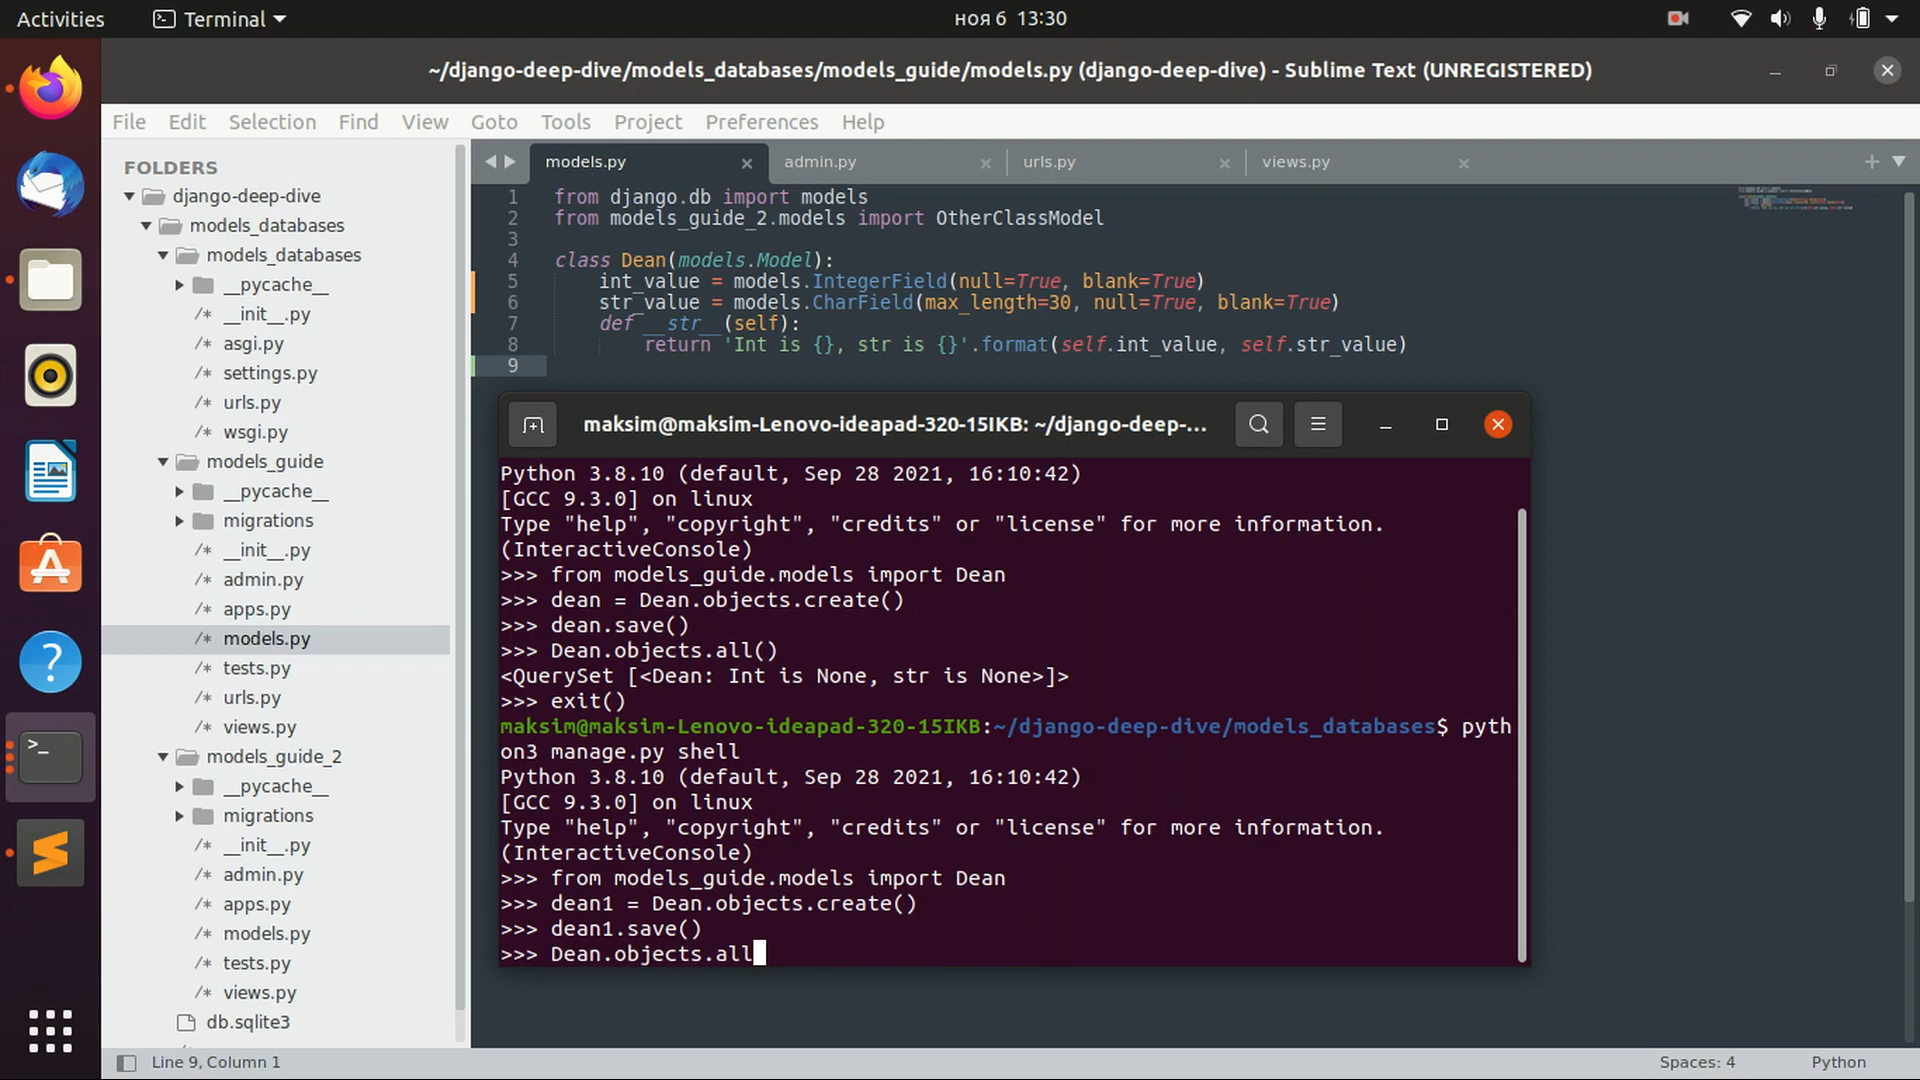 Activities
Terminal
ноя 6 13:30
~/django-deep-dive/models_databases/models_guide/models.py (django-deep-dive) - Sublime Text (UNREGISTERED)
File Edit Selection Find View Goto Tools Project Preferences Help
FOLDERS
django-deep-dive
models_databases
models_databases
__pycache__
/* __init__.py
/* asgi.py
/* settings.py
/* urls.py
/* wsgi.py
models_guide
__pycache__
migrations
/* __init__.py
/* admin.py
/* apps.py
/* models.py
/* tests.py
/* urls.py
/* views.py
models_guide_2
__pycache__
migrations
/* __init__.py
/* admin.py
/* apps.py
/* models.py
/* tests.py
/* views.py
db.sqlite3
models.py admin.py urls.py views.py
1 from django.db import models
2 from models_guide_2.models import OtherClassModel
3
4 class Dean(models.Model):
5 int_value = models.IntegerField(null=True, blank=True)
6 str_value = models.CharField(max_length=30, null=True, blank=True)
7 def __str__(self):
8 return 'Int is {}, str is {}'.format(self.int_value, self.str_value)
9
maksim@maksim-Lenovo-ideapad-320-15IKB: ~/django-deep-...
Python 3.8.10 (default, Sep 28 2021, 16:10:42)
[GCC 9.3.0] on linux
Type "help", "copyright", "credits" or "license" for more information.
(InteractiveConsole)
>>> from models_guide.models import Dean
>>> dean = Dean.objects.create()
>>> dean.save()
>>> Dean.objects.all()
<QuerySet [<Dean: Int is None, str is None>]>
>>> exit()
maksim@maksim-Lenovo-ideapad-320-15IKB:~/django-deep-dive/models_databases$ pyth
on3 manage.py shell
Python 3.8.10 (default, Sep 28 2021, 16:10:42)
[GCC 9.3.0] on linux
Type "help", "copyright", "credits" or "license" for more information.
(InteractiveConsole)
>>> from models_guide.models import Dean
>>> dean1 = Dean.objects.create()
>>> dean1.save()
>>> Dean.objects.all
Line 9, Column 1
Spaces: 4
Python